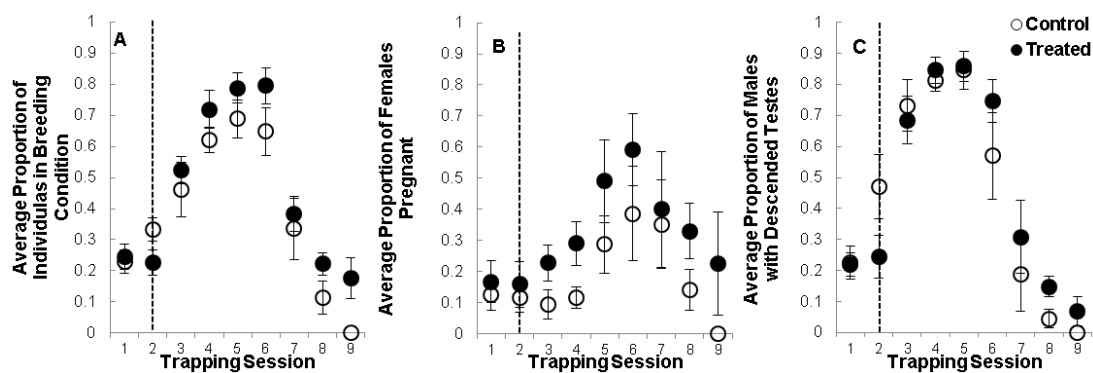 A
Average Proportion of
Individulas in Breeding
Condition
1
0.9
0.8
0.7
0.6
0.5
0.4
0.3
0.2
0.1
0
1 2 3 4 5 6 7 8 9
Trapping Session
B
Average Proportion of Females
Pregnant
1
0.9
0.8
0.7
0.6
0.5
0.4
0.3
0.2
0.1
0
1 2 3 4 5 6 7 8 9
Trapping Session
C
Average Proportion of Males
with Descended Testes
1
0.9
0.8
0.7
0.6
0.5
0.4
0.3
0.2
0.1
0
1 2 3 4 5 6 7 8 9
Trapping Session
Control
Treated